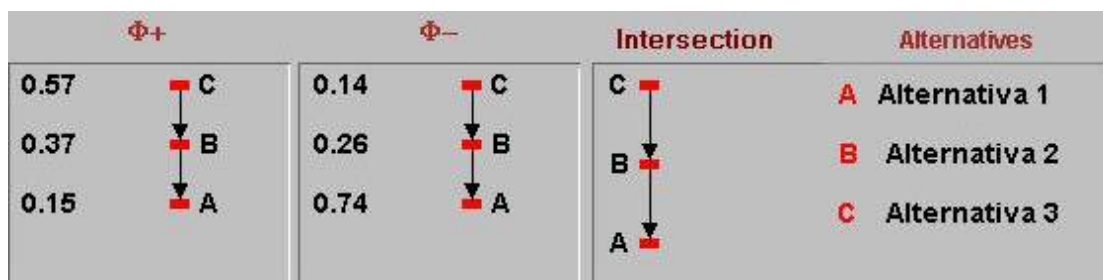 Φ+
0.57 C
0.37 B
0.15 A
Φ−
0.14 C
0.26 B
0.74 A
Intersection
C
B
A
Alternatives
A Alternativa 1
B Alternativa 2
C Alternativa 3